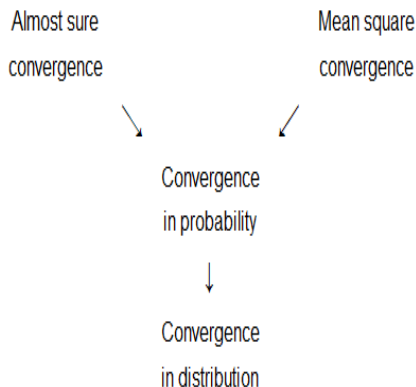 Almost sure
convergence
Mean square
convergence
Convergence
in probability
Convergence
in distribution